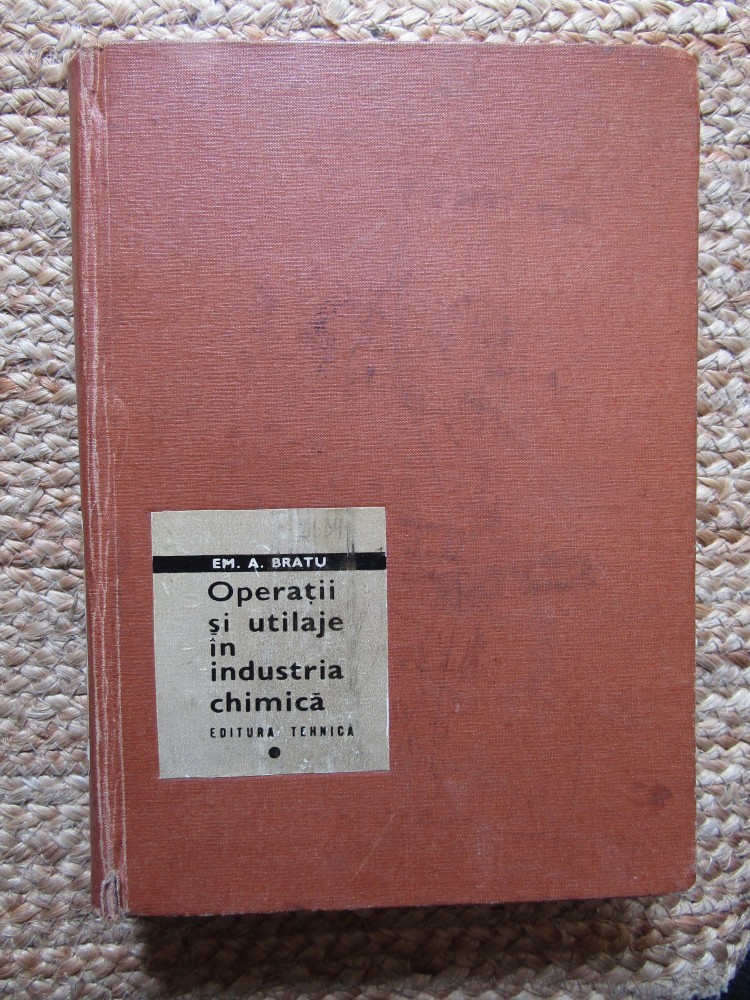 EM. A. BRATU
Operații
și utilaje
în
industria
chimică
EDITURA TEHNICA